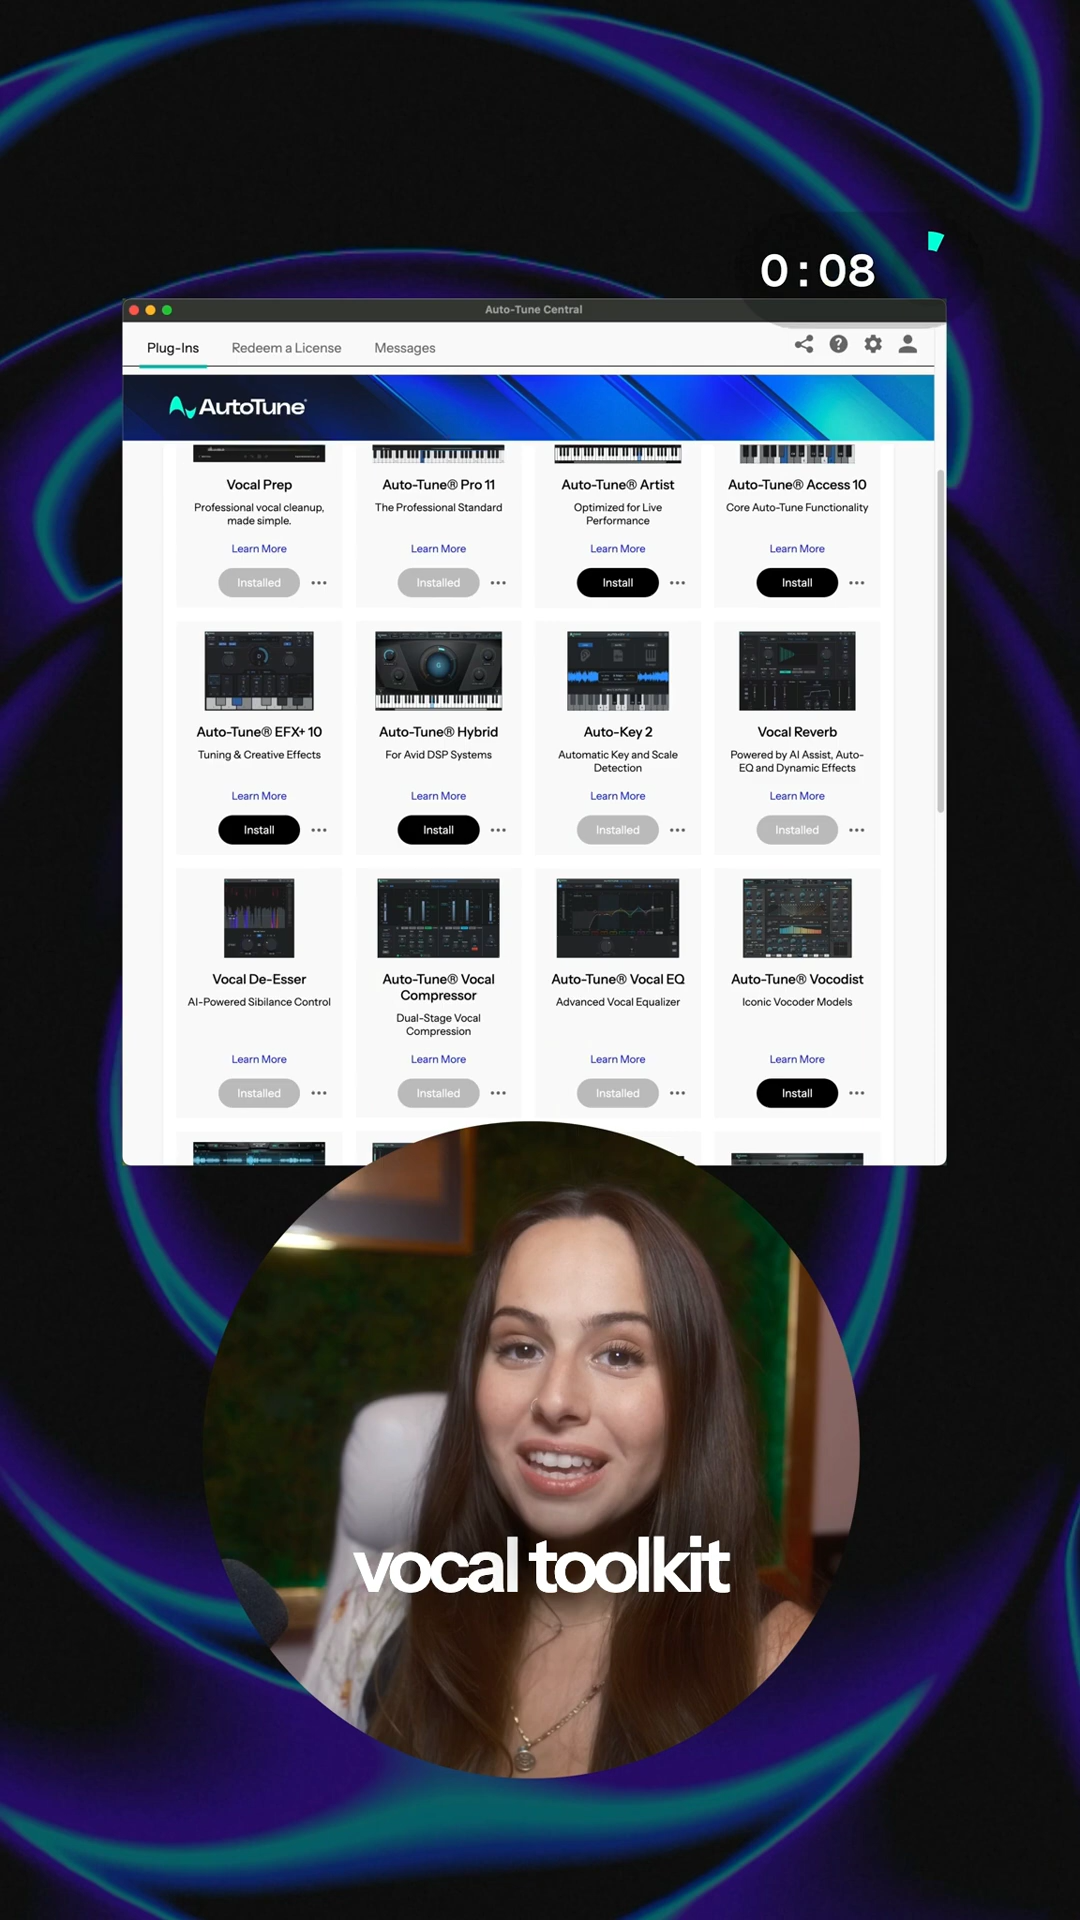 0:08
Auto-Tune Central
Plug-Ins
Redeem a License
Messages
AutoTune
Vocal Prep
Professional vocal cleanup,
made simple.
Learn More
Installed
Auto-Tune® Pro 11
The Professional Standard
Learn More
Installed
Auto-Tune® Artist
Optimized for Live
Performance
Learn More
Install
Auto-Tune® Access 10
Core Auto-Tune Functionality
Learn More
Install
Auto-Tune® EFX+ 10
Tuning & Creative Effects
Learn More
Install
Auto-Tune® Hybrid
For Avid DSP Systems
Learn More
Install
Auto-Key 2
Automatic Key and Scale
Detection
Learn More
Installed
Vocal Reverb
Powered by AI Assist, Auto-
EQ and Dynamic Effects
Learn More
Installed
Vocal De-Esser
AI-Powered Sibilance Control
Learn More
Installed
Auto-Tune® Vocal
Compressor
Dual-Stage Vocal
Compression
Learn More
Installed
Auto-Tune® Vocal EQ
Advanced Vocal Equalizer
Learn More
Installed
Auto-Tune® Vocodist
Iconic Vocoder Models
Learn More
Install
vocal toolkit